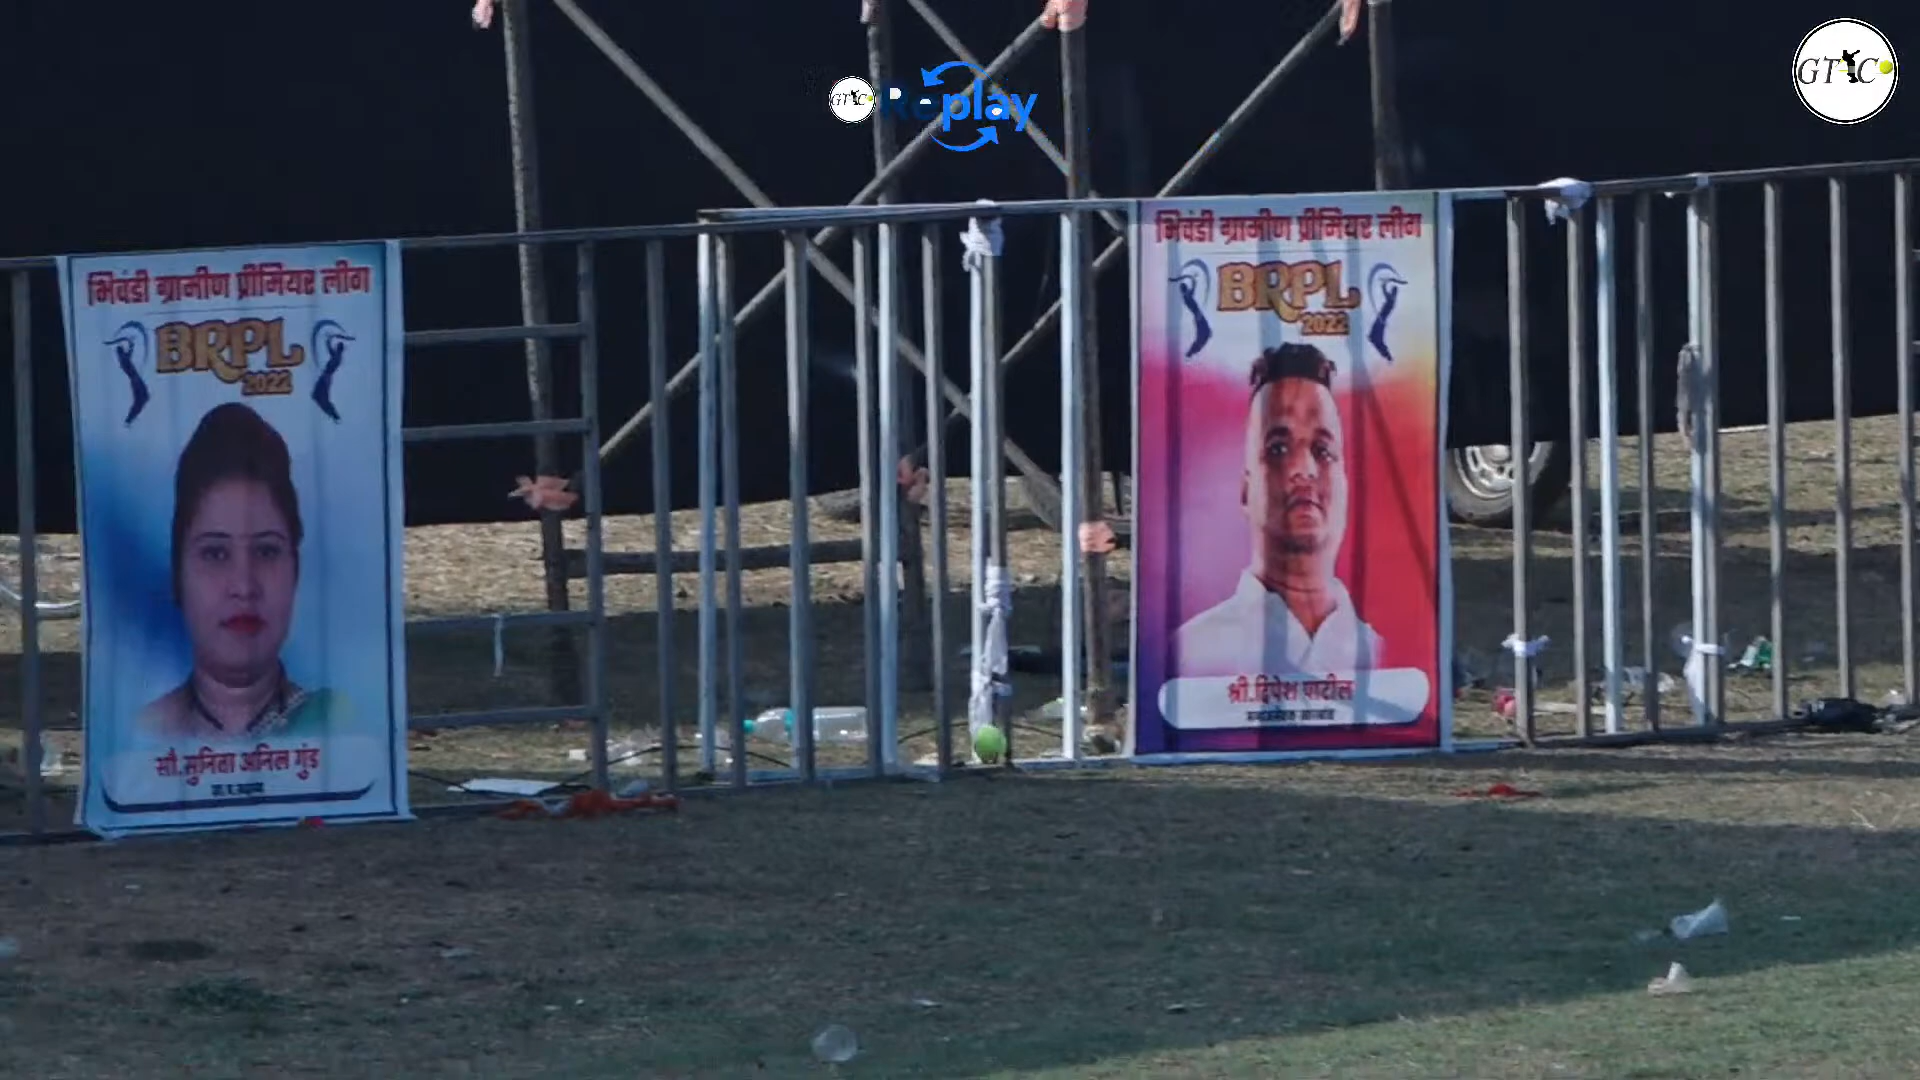 GTC
GTC Replay
भिवंडी ग्रामीण प्रीमियर लीग
BRPL
2022
सौ.सुनिता अनिल गुंड
भिवंडी ग्रामीण प्रीमियर लीग
BRPL
2022
श्री.दिपेश पाटील